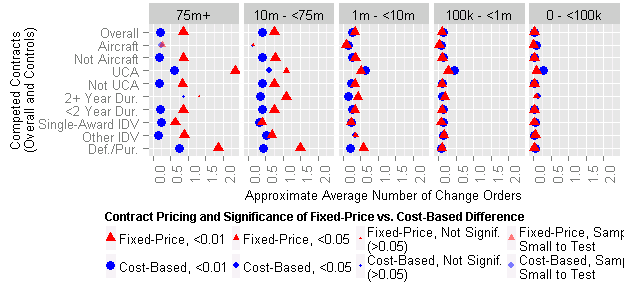 75m+ 10m - <75m 1m - <10m 100k - <1m 0 - <100k
Competed Contracts
(Overall and Controls)
Overall
Aircraft
Not Aircraft
UCA
Not UCA
2+ Year Dur.
<2 Year Dur.
Single-Award IDV
Other IDV
Def./Pur.
0.0 0.5 1.0 1.5 2.0 0.0 0.5 1.0 1.5 2.0 0.0 0.5 1.0 1.5 2.0 0.0 0.5 1.0 1.5 2.0 0.0 0.5 1.0 1.5 2.0
Approximate Average Number of Change Orders
Contract Pricing and Significance of Fixed-Price vs. Cost-Based Difference
Fixed-Price, <0.01 Fixed-Price, <0.05 Fixed-Price, Not Signif. (>0.05) Fixed-Price, Samp Small to Test
Cost-Based, <0.01 Cost-Based, <0.05 Cost-Based, Not Signif. (>0.05) Cost-Based, Samp Small to Test